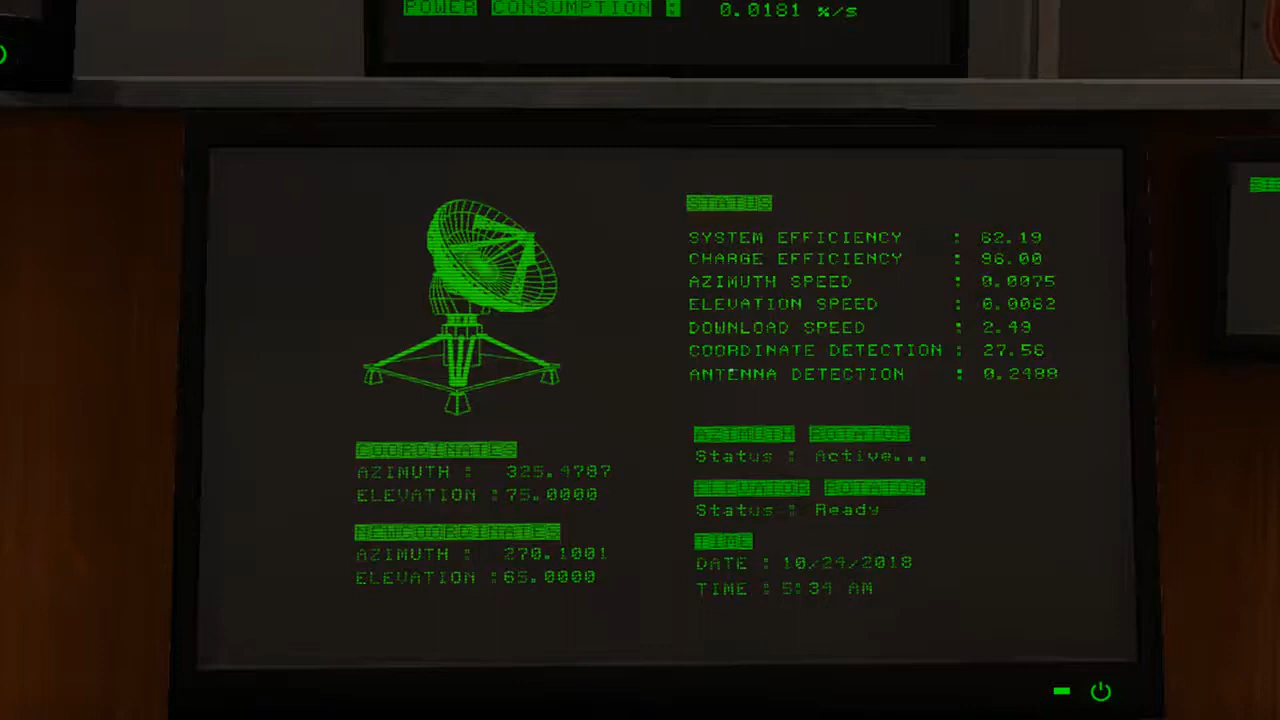 POWER CONSUMPTION : 0.0181 %/s
STATUS
SYSTEM EFFICIENCY : 62.19
CHARGE EFFICIENCY : 96.00
AZIMUTH SPEED : 0.0075
ELEVATION SPEED : 0.0062
DOWNLOAD SPEED : 2.49
COORDINATE DETECTION : 27.56
ANTENNA DETECTION : 0.2488
COORDINATES
AZIMUTH : 325.4787
ELEVATION : 75.0000
NEWCOORDINATES
AZIMUTH : 270.1001
ELEVATION : 65.0000
AZIMUTH ROTATOR
Status : Active...
ELEVATOR ROTATOR
Status : Ready
TIME
DATE : 10/24/2018
TIME : 5:34 AM